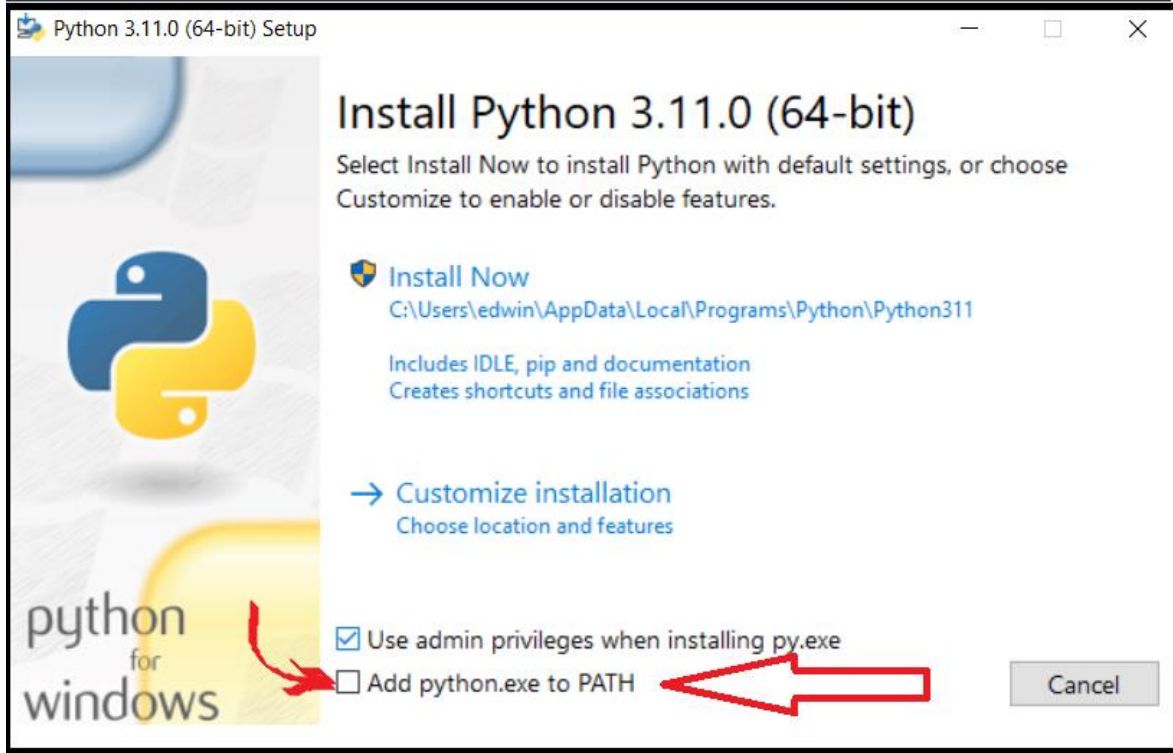 Python 3.11.0 (64-bit) Setup
Install Python 3.11.0 (64-bit)
Select Install Now to install Python with default settings, or choose
Customize to enable or disable features.
Install Now
C:\Users\edwin\AppData\Local\Programs\Python\Python311
Includes IDLE, pip and documentation
Creates shortcuts and file associations
Customize installation
Choose location and features
python
for
windows
Use admin privileges when installing py.exe
Add python.exe to PATH
Cancel